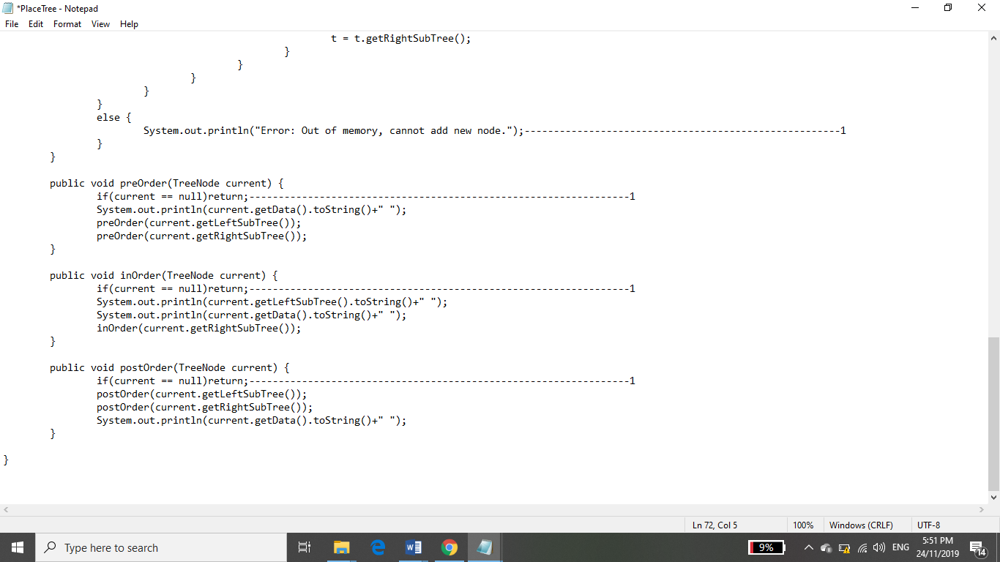 *PlaceTree - Notepad
File Edit Format View Help
t = t.getRightSubTree();
}
}
}
}
}
else {
System.out.println("Error: Out of memory, cannot add new node.");------------------------------------------------------1
}
}
public void preOrder(TreeNode current) {
if(current == null)return;-----------------------------------------------------------------1
System.out.println(current.getData().toString()+" ");
preOrder(current.getLeftSubTree());
preOrder(current.getRightSubTree());
}
public void inOrder(TreeNode current) {
if(current == null)return;-----------------------------------------------------------------1
System.out.println(current.getLeftSubTree().toString()+" ");
System.out.println(current.getData().toString()+" ");
inOrder(current.getRightSubTree());
}
public void postOrder(TreeNode current) {
if(current == null)return;-----------------------------------------------------------------1
postOrder(current.getLeftSubTree());
postOrder(current.getRightSubTree());
System.out.println(current.getData().toString()+" ");
}
}
Ln 72, Col 5 100% Windows (CRLF) UTF-8
Type here to search
9%
ENG
5:51 PM
24/11/2019
14